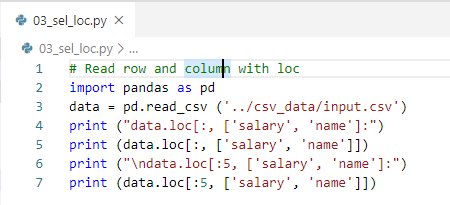 03_sel_loc.py ×
03_sel_loc.py > ...
1 # Read row and column with loc
2 import pandas as pd
3 data = pd.read_csv ('../csv_data/input.csv')
4 print ("data.loc[:, ['salary', 'name']:")
5 print (data.loc[:, ['salary', 'name']])
6 print ("\ndata.loc[:5, ['salary', 'name']:")
7 print (data.loc[:5, ['salary', 'name']])